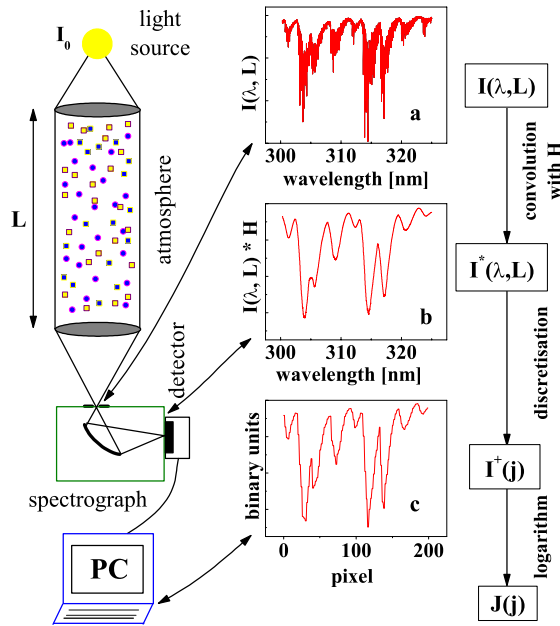 I₀
light
source
L
atmosphere
detector
spectrograph
PC
I(λ, L)
a
300 310 320
wavelength [nm]
I(λ, L) * H
b
300 310 320
wavelength [nm]
binary units
c
0 100 200
pixel
I(λ,L)
convolution
with H
I*(λ,L)
discretisation
I⁺(j)
logarithm
J(j)